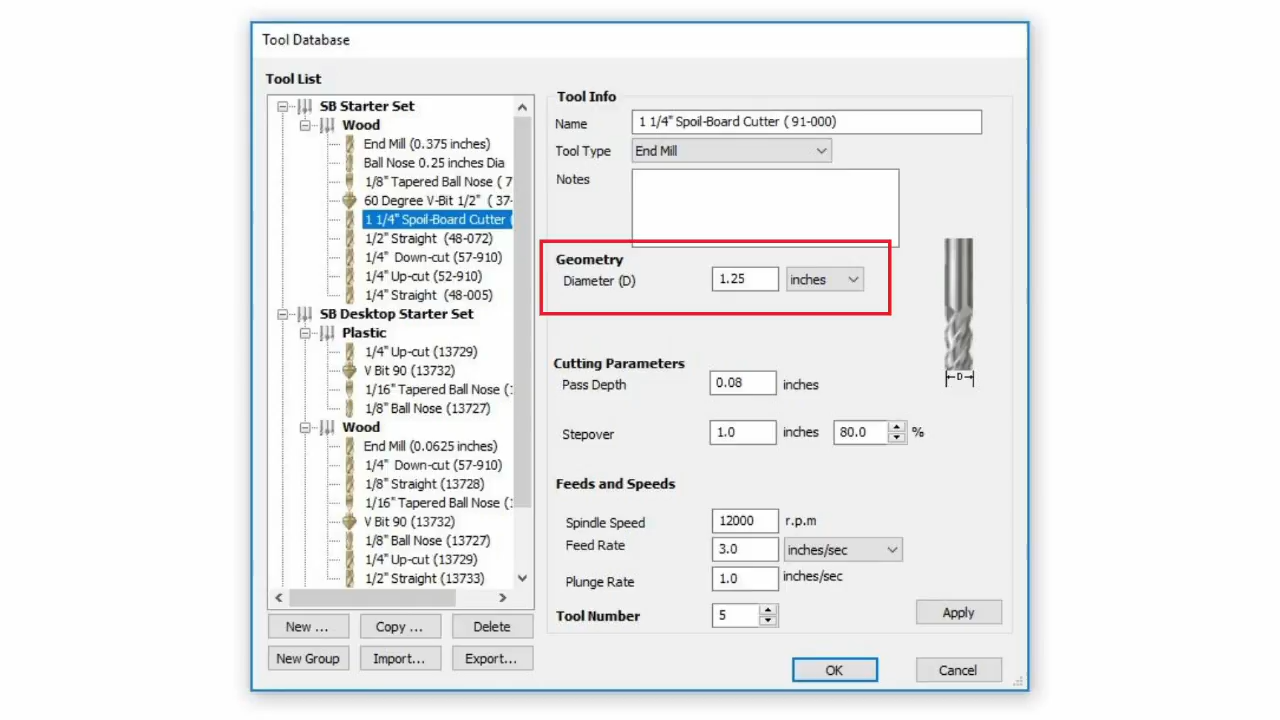 Tool Database
Tool List
SB Starter Set
Wood
End Mill (0.375 inches)
Ball Nose 0.25 inches Dia
1/8" Tapered Ball Nose ( 7
60 Degree V-Bit 1/2" ( 37-
1 1/4" Spoil-Board Cutter (
1/2" Straight (48-072)
1/4" Down-cut (57-910)
1/4" Up-cut (52-910)
1/4" Straight (48-005)
SB Desktop Starter Set
Plastic
1/4" Up-cut (13729)
V Bit 90 (13732)
1/16" Tapered Ball Nose (1
1/8" Ball Nose (13727)
Wood
End Mill (0.0625 inches)
1/4" Down-cut (57-910)
1/8" Straight (13728)
1/16" Tapered Ball Nose (1
V Bit 90 (13732)
1/8" Ball Nose (13727)
1/4" Up-cut (13729)
1/2" Straight (13733)
New ... Copy ... Delete
New Group Import... Export...
Tool Info
Name 1 1/4" Spoil-Board Cutter ( 91-000)
Tool Type End Mill
Notes
Geometry
Diameter (D) 1.25 inches
D
Cutting Parameters
Pass Depth 0.08 inches
Stepover 1.0 inches 80.0 %
Feeds and Speeds
Spindle Speed 12000 r.p.m
Feed Rate 3.0 inches/sec
Plunge Rate 1.0 inches/sec
Tool Number 5
Apply
OK Cancel